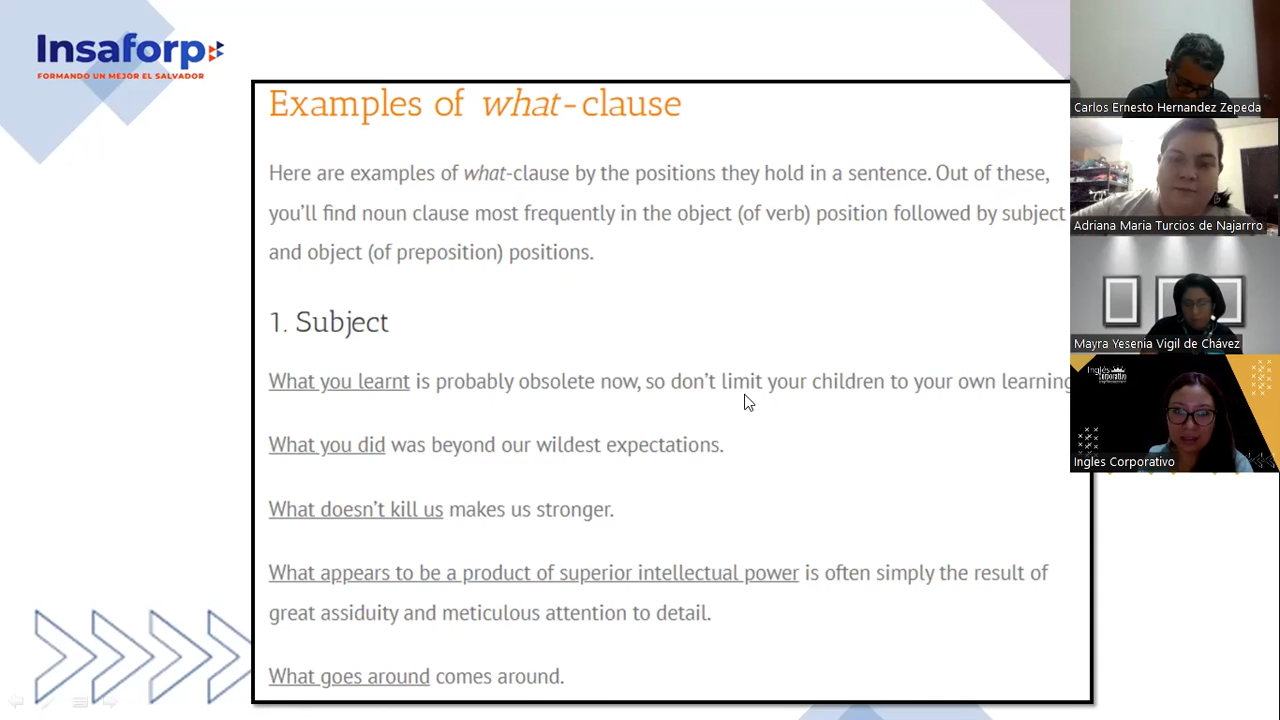 Insaforp
FORMANDO UN MEJOR EL SALVADOR
Examples of what-clause
Here are examples of what-clause by the positions they hold in a sentence. Out of these,
you'll find noun clause most frequently in the object (of verb) position followed by subject
and object (of preposition) positions.
1. Subject
What you learnt is probably obsolete now, so don't limit your children to your own learning
What you did was beyond our wildest expectations.
What doesn't kill us makes us stronger.
What appears to be a product of superior intellectual power is often simply the result of
great assiduity and meticulous attention to detail.
What goes around comes around.
Carlos Ernesto Hernandez Zepeda
Adriana Maria Turcios de Najarrro
Mayra Yesenia Vigil de Chávez
Inglés
Corporativo
Ingles Corporativo